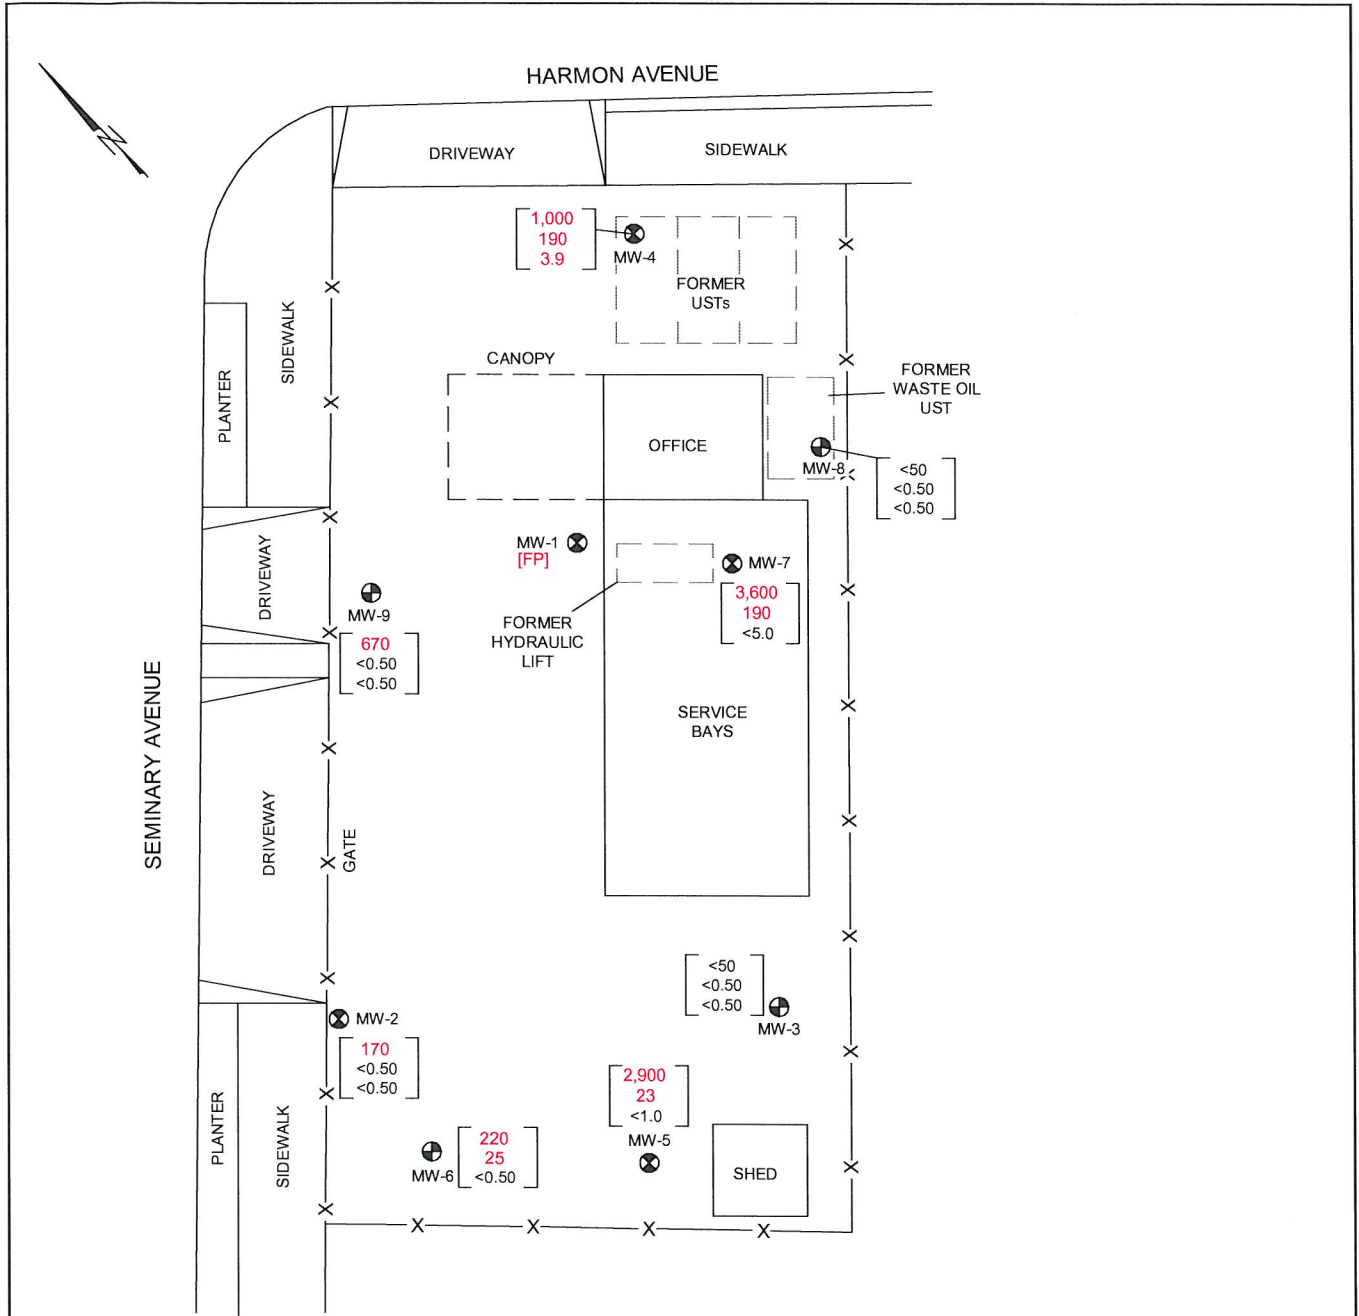 HARMON AVENUE
N
DRIVEWAY
SIDEWALK
1,000
190
3.9
MW-4
FORMER
USTs
SIDEWALK
PLANTER
CANOPY
FORMER
WASTE OIL
UST
OFFICE
MW-8
<50
<0.50
<0.50
MW-1
[FP]
MW-7
3,600
190
<5.0
DRIVEWAY
MW-9
670
<0.50
<0.50
FORMER
HYDRAULIC
LIFT
SERVICE
BAYS
SEMINARY AVENUE
DRIVEWAY
GATE
<50
<0.50
<0.50
MW-3
MW-2
170
<0.50
<0.50
2,900
23
<1.0
MW-5
PLANTER
SIDEWALK
MW-6
220
25
<0.50
SHED